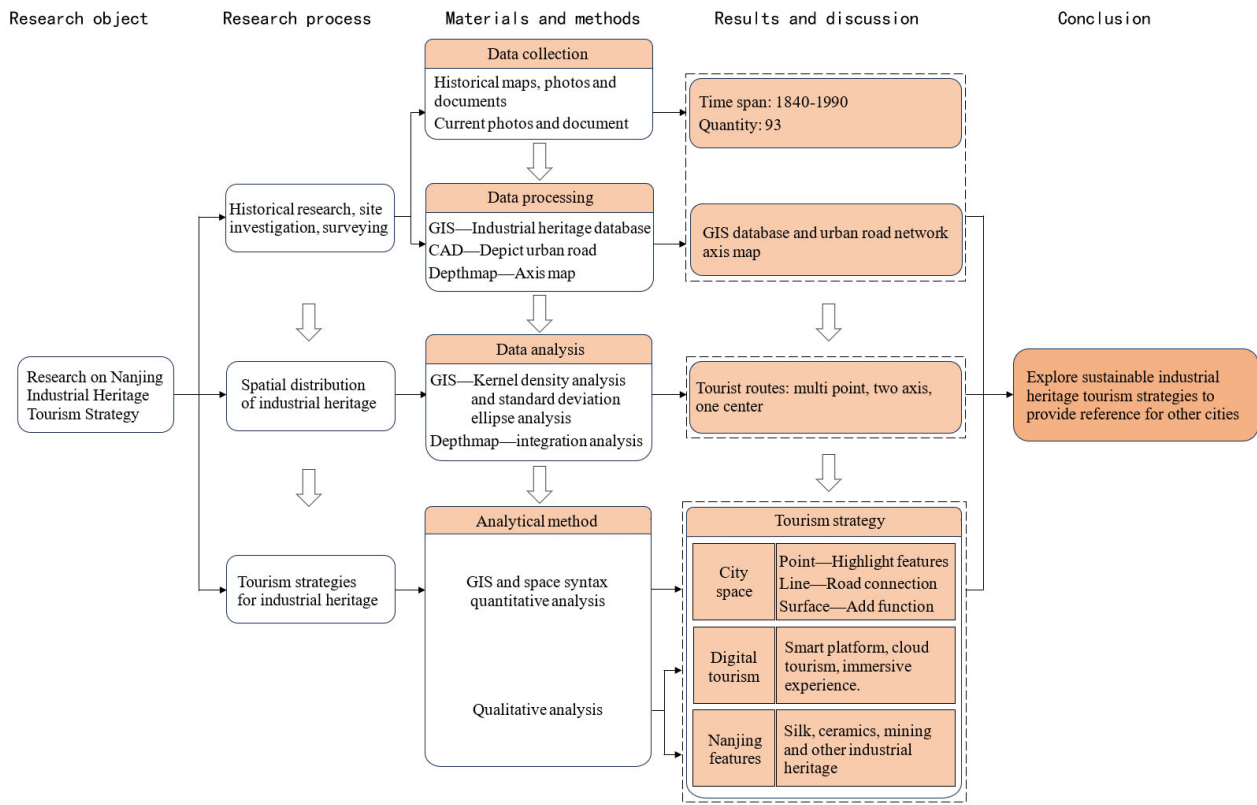 Research object
Research process
Materials and methods
Results and discussion
Conclusion
Research on Nanjing
Industrial Heritage
Tourism Strategy
Historical research, site
investigation, surveying
Spatial distribution
of industrial heritage
Tourism strategies
for industrial heritage
Data collection
Historical maps, photos and
documents
Current photos and document
Data processing
GIS—Industrial heritage database
CAD—Depict urban road
Depthmap—Axis map
Data analysis
GIS—Kernel density analysis
and standard deviation
ellipse analysis
Depthmap—integration analysis
Analytical method
GIS and space syntax
quantitative analysis
Qualitative analysis
Time span: 1840-1990
Quantity: 93
GIS database and urban road network
axis map
Tourist routes: multi point, two axis,
one center
Tourism strategy
City
space
Point—Highlight features
Line—Road connection
Surface—Add function
Digital
tourism
Smart platform, cloud
tourism, immersive
experience.
Nanjing
features
Silk, ceramics, mining
and other industrial
heritage
Explore sustainable industrial
heritage tourism strategies to
provide reference for other cities